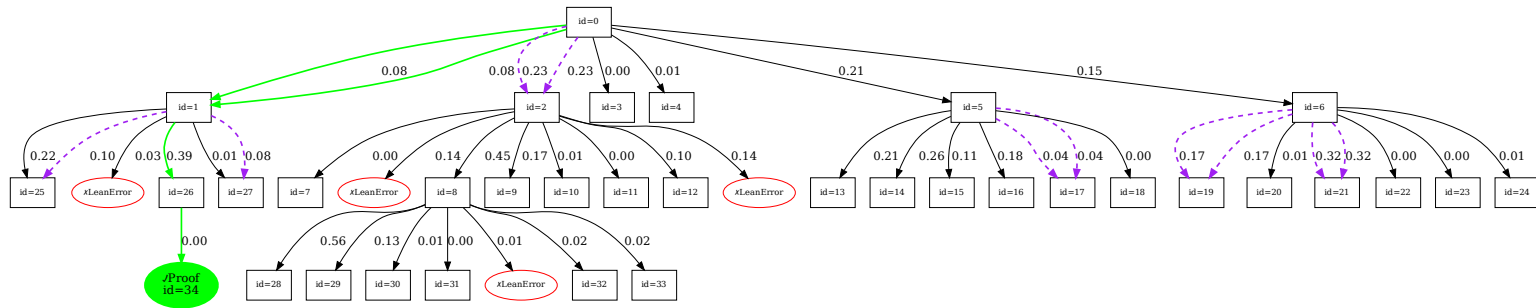 id=0
0.08
0.08
0.23
0.23
0.00
0.01
0.21
0.15
id=1
id=2
id=3
id=4
id=5
id=6
0.22
0.10
0.03
0.39
0.01
0.08
0.00
0.14
0.45
0.17
0.01
0.00
0.10
0.14
0.21
0.26
0.11
0.18
0.04
0.04
0.00
0.17
0.17
0.01
0.32
0.32
0.00
0.00
0.01
id=25
✗LeanError
id=26
id=27
id=7
✗LeanError
id=8
id=9
id=10
id=11
id=12
✗LeanError
id=13
id=14
id=15
id=16
id=17
id=18
id=19
id=20
id=21
id=22
id=23
id=24
0.00
0.56
0.13
0.01
0.00
0.01
0.02
0.02
✓Proof
id=34
id=28
id=29
id=30
id=31
✗LeanError
id=32
id=33